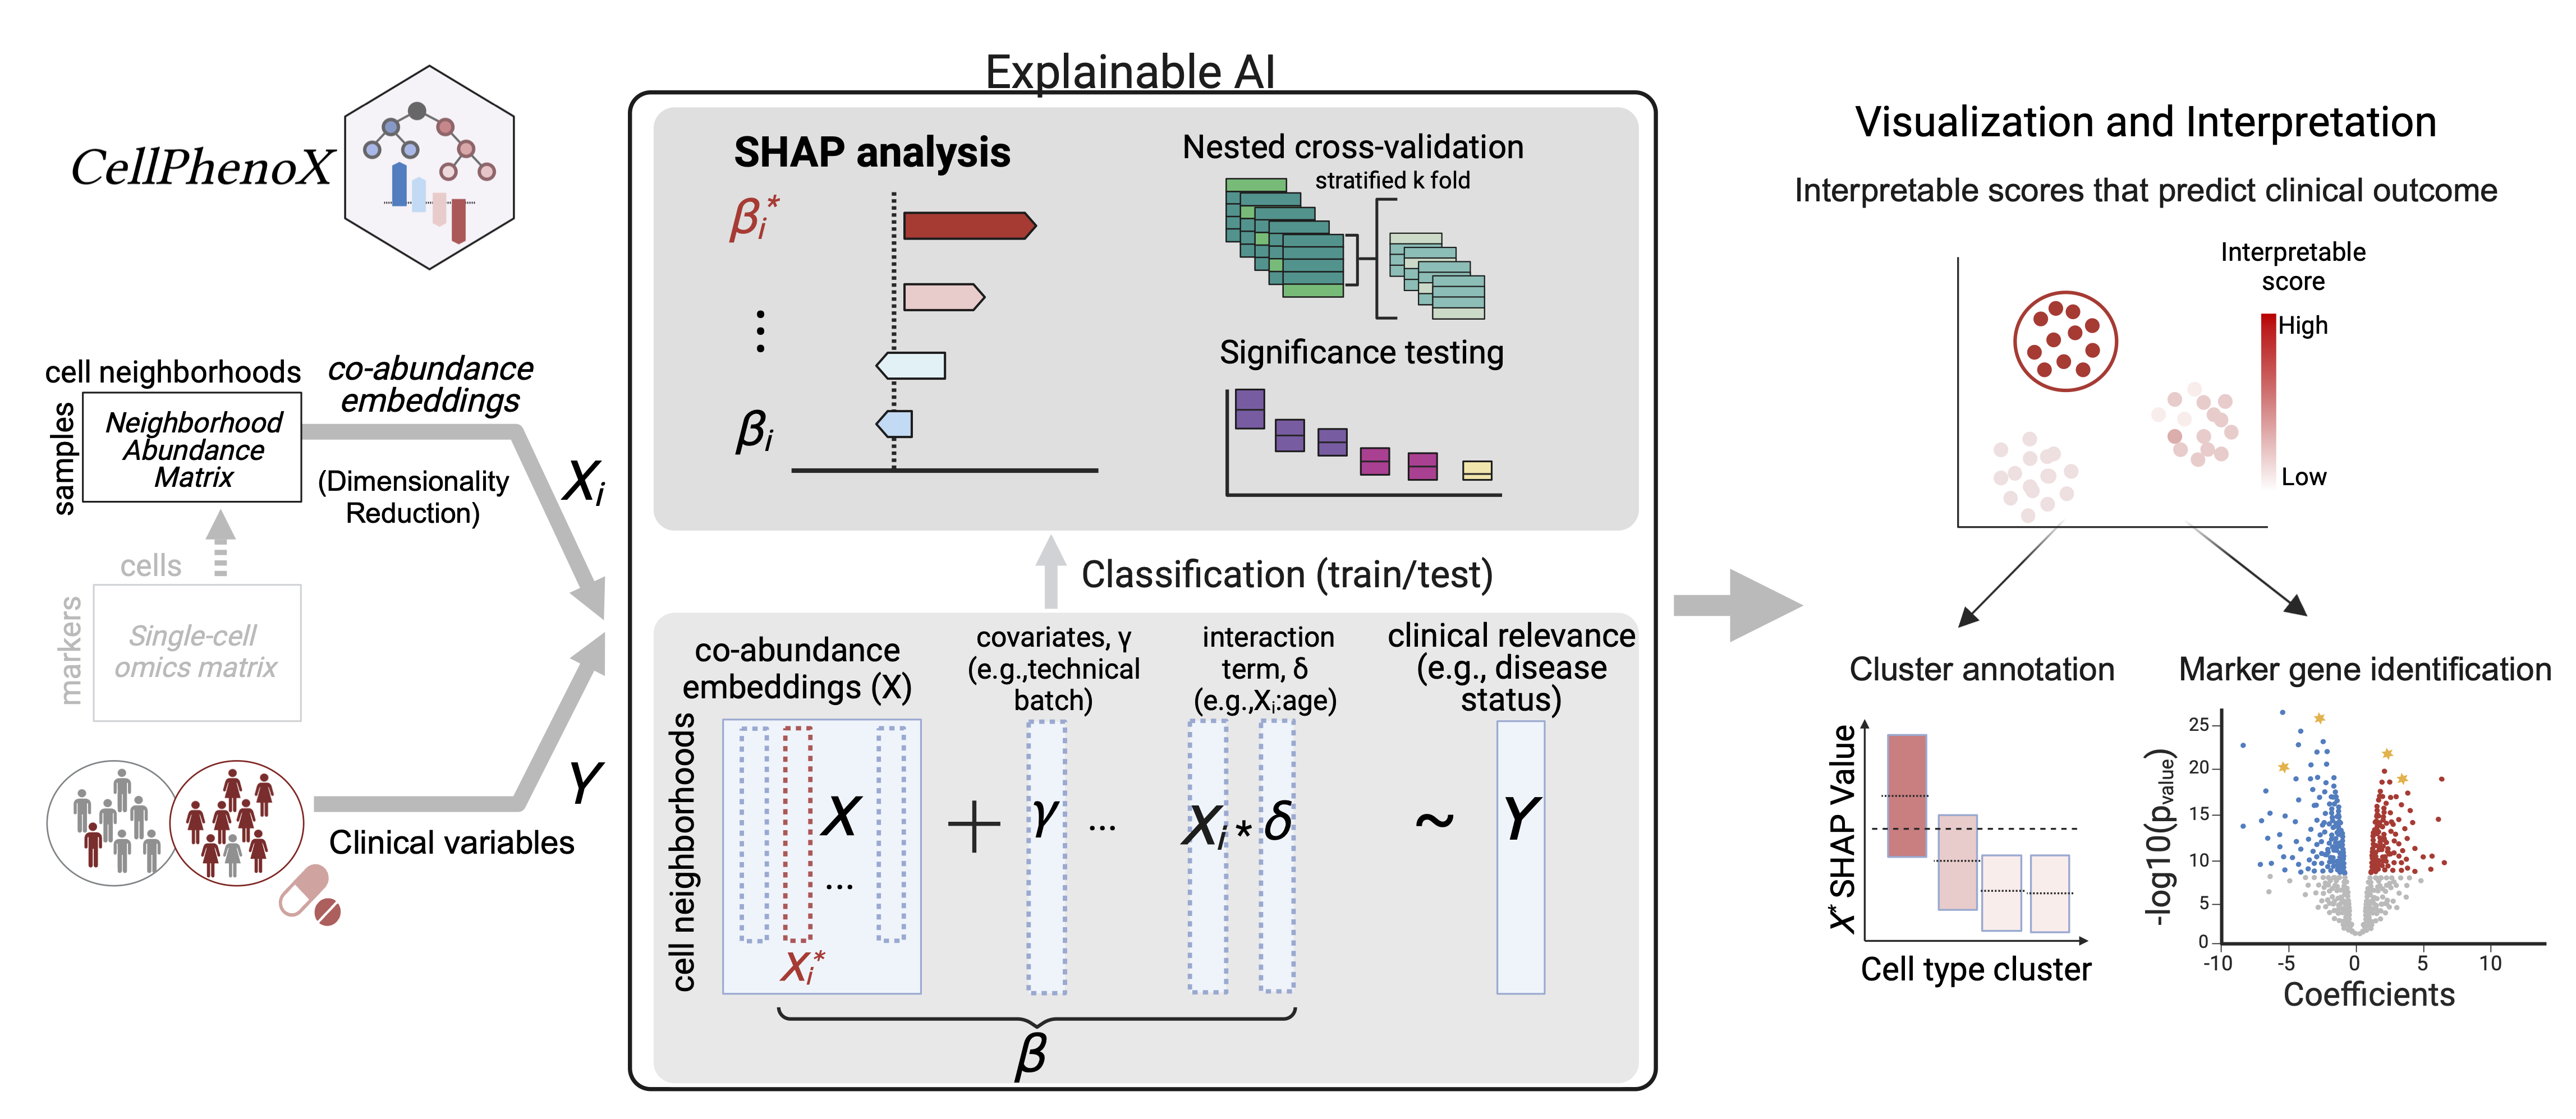 CellPhenoX
cell neighborhoods
samples
Neighborhood
Abundance
Matrix
co-abundance
embeddings
(Dimensionality
Reduction)
Xi
cells
markers
Single-cell
omics matrix
Y
Clinical variables
Explainable AI
SHAP analysis
βi*
⋮
βi
Nested cross-validation
stratified k fold
Significance testing
Classification (train/test)
co-abundance
embeddings (X)
covariates, γ
(e.g.,technical
batch)
interaction
term, δ
(e.g.,Xi:age)
clinical relevance
(e.g., disease
status)
cell neighborhoods
X
...
Xi*
+
γ
...
Xi * δ
~
Y
β
Visualization and Interpretation
Interpretable scores that predict clinical outcome
Interpretable
score
High
Low
Cluster annotation
X* SHAP Value
Cell type cluster
Marker gene identification
-log10(pvalue)
25
20
15
10
5
0
-10 -5 0 5 10
Coefficients